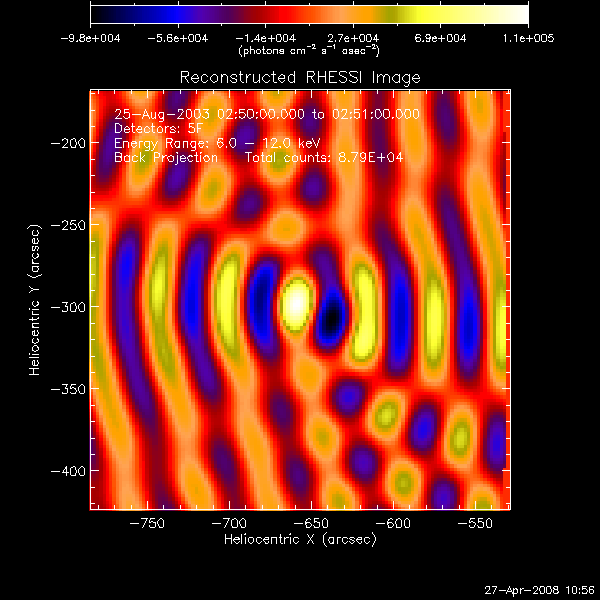 −9.8e+004 −5.6e+004 −1.4e+004 2.7e+004 6.9e+004 1.1e+005
(photons cm⁻² s⁻¹ asec⁻²)
Reconstructed RHESSI Image
25−Aug−2003 02:50:00.000 to 02:51:00.000
Detectors: 5F
Energy Range: 6.0 − 12.0 keV
Back Projection Total counts: 8.79E+04
−200
−250
−300
−350
−400
Heliocentric Y (arcsec)
−750 −700 −650 −600 −550
Heliocentric X (arcsec)
27−Apr−2008 10:56